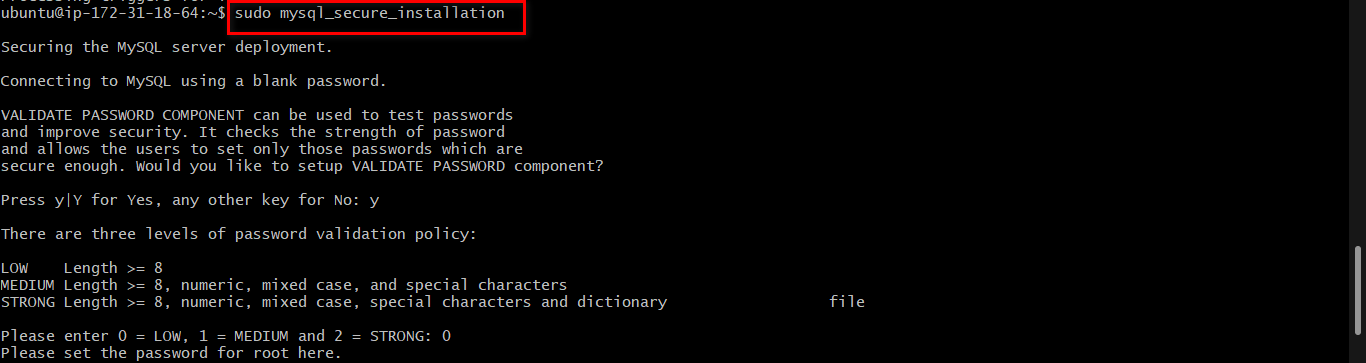 ubuntu@ip-172-31-18-64:~$ sudo mysql_secure_installation
Securing the MySQL server deployment.
Connecting to MySQL using a blank password.
VALIDATE PASSWORD COMPONENT can be used to test passwords
and improve security. It checks the strength of password
and allows the users to set only those passwords which are
secure enough. Would you like to setup VALIDATE PASSWORD component?
Press y|Y for Yes, any other key for No: y
There are three levels of password validation policy:
LOW    Length >= 8
MEDIUM Length >= 8, numeric, mixed case, and special characters
STRONG Length >= 8, numeric, mixed case, special characters and dictionary                  file
Please enter 0 = LOW, 1 = MEDIUM and 2 = STRONG: 0
Please set the password for root here.